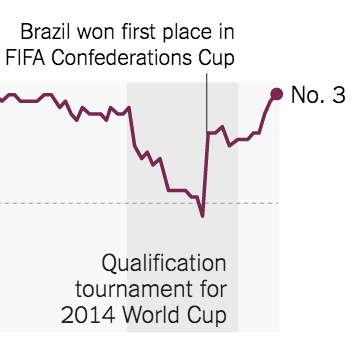 Brazil won first place in
FIFA Confederations Cup
No. 3
Qualification
tournament for
2014 World Cup